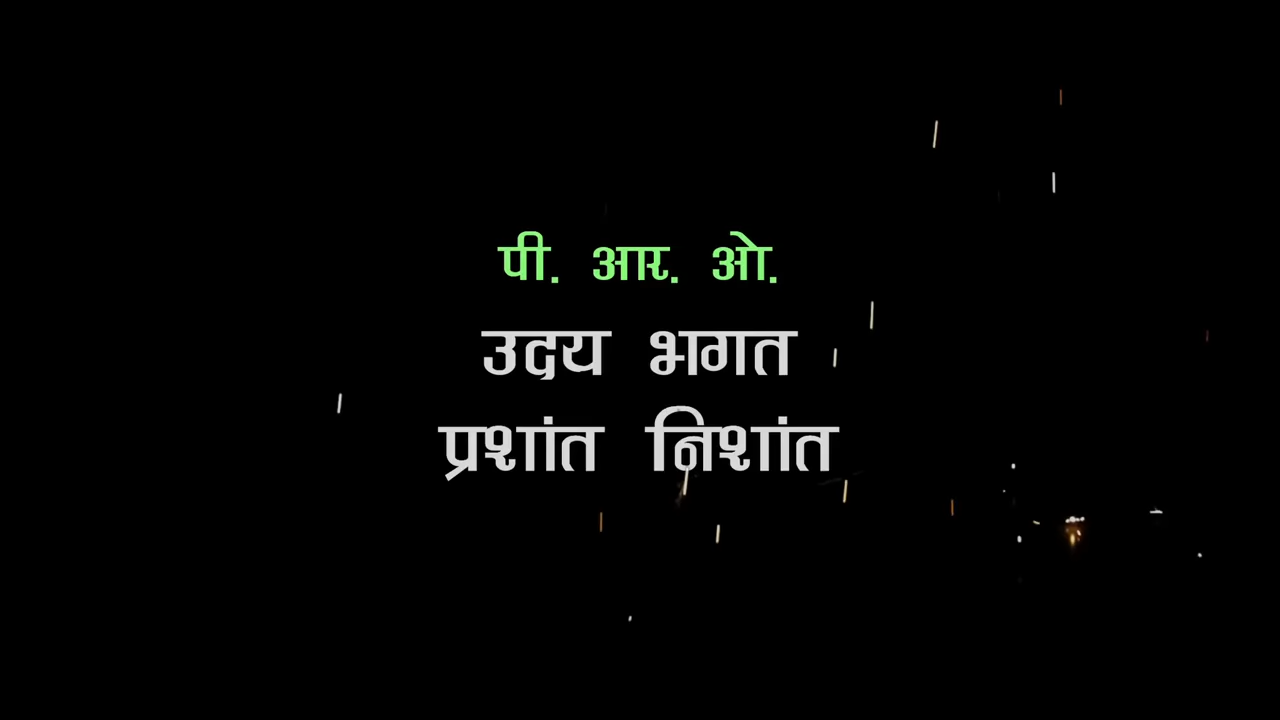 पी. आर. ओ.
उदय भगत
प्रशांत निशांत